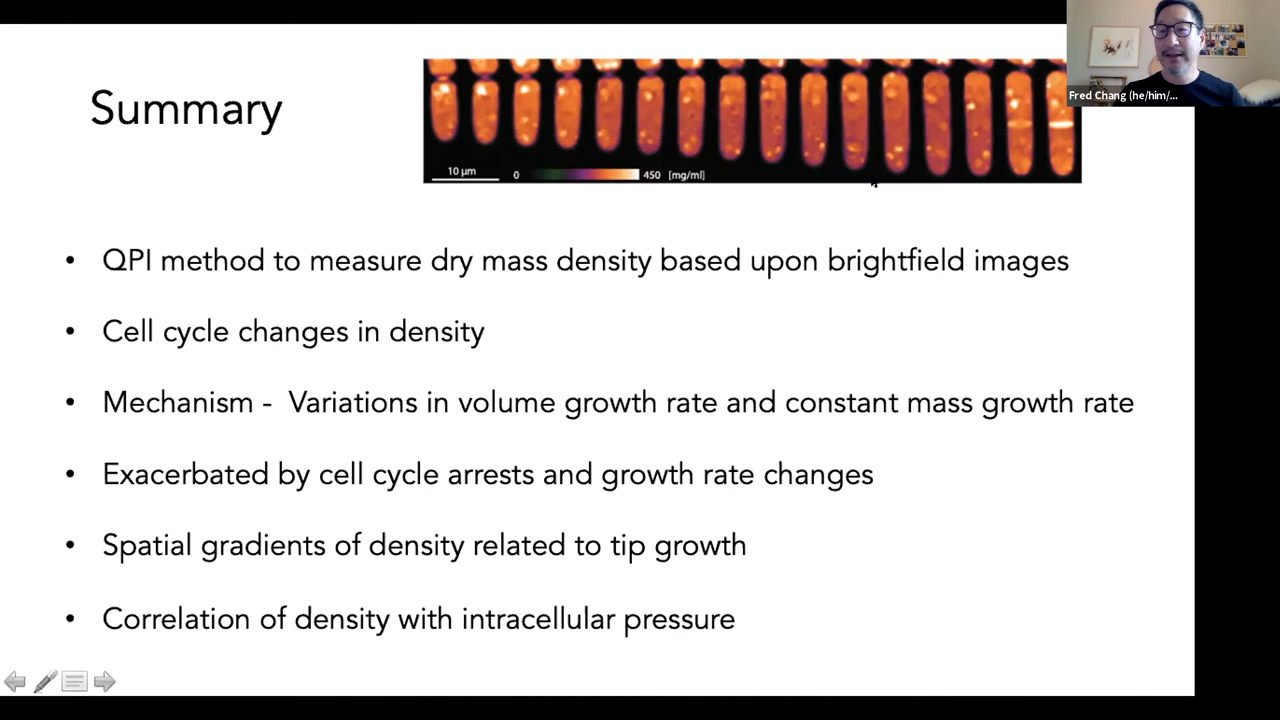 Summary
10 µm
0
450 [mg/ml]
Fred Chang (he/him/...
• QPI method to measure dry mass density based upon brightfield images
• Cell cycle changes in density
• Mechanism - Variations in volume growth rate and constant mass growth rate
• Exacerbated by cell cycle arrests and growth rate changes
• Spatial gradients of density related to tip growth
• Correlation of density with intracellular pressure